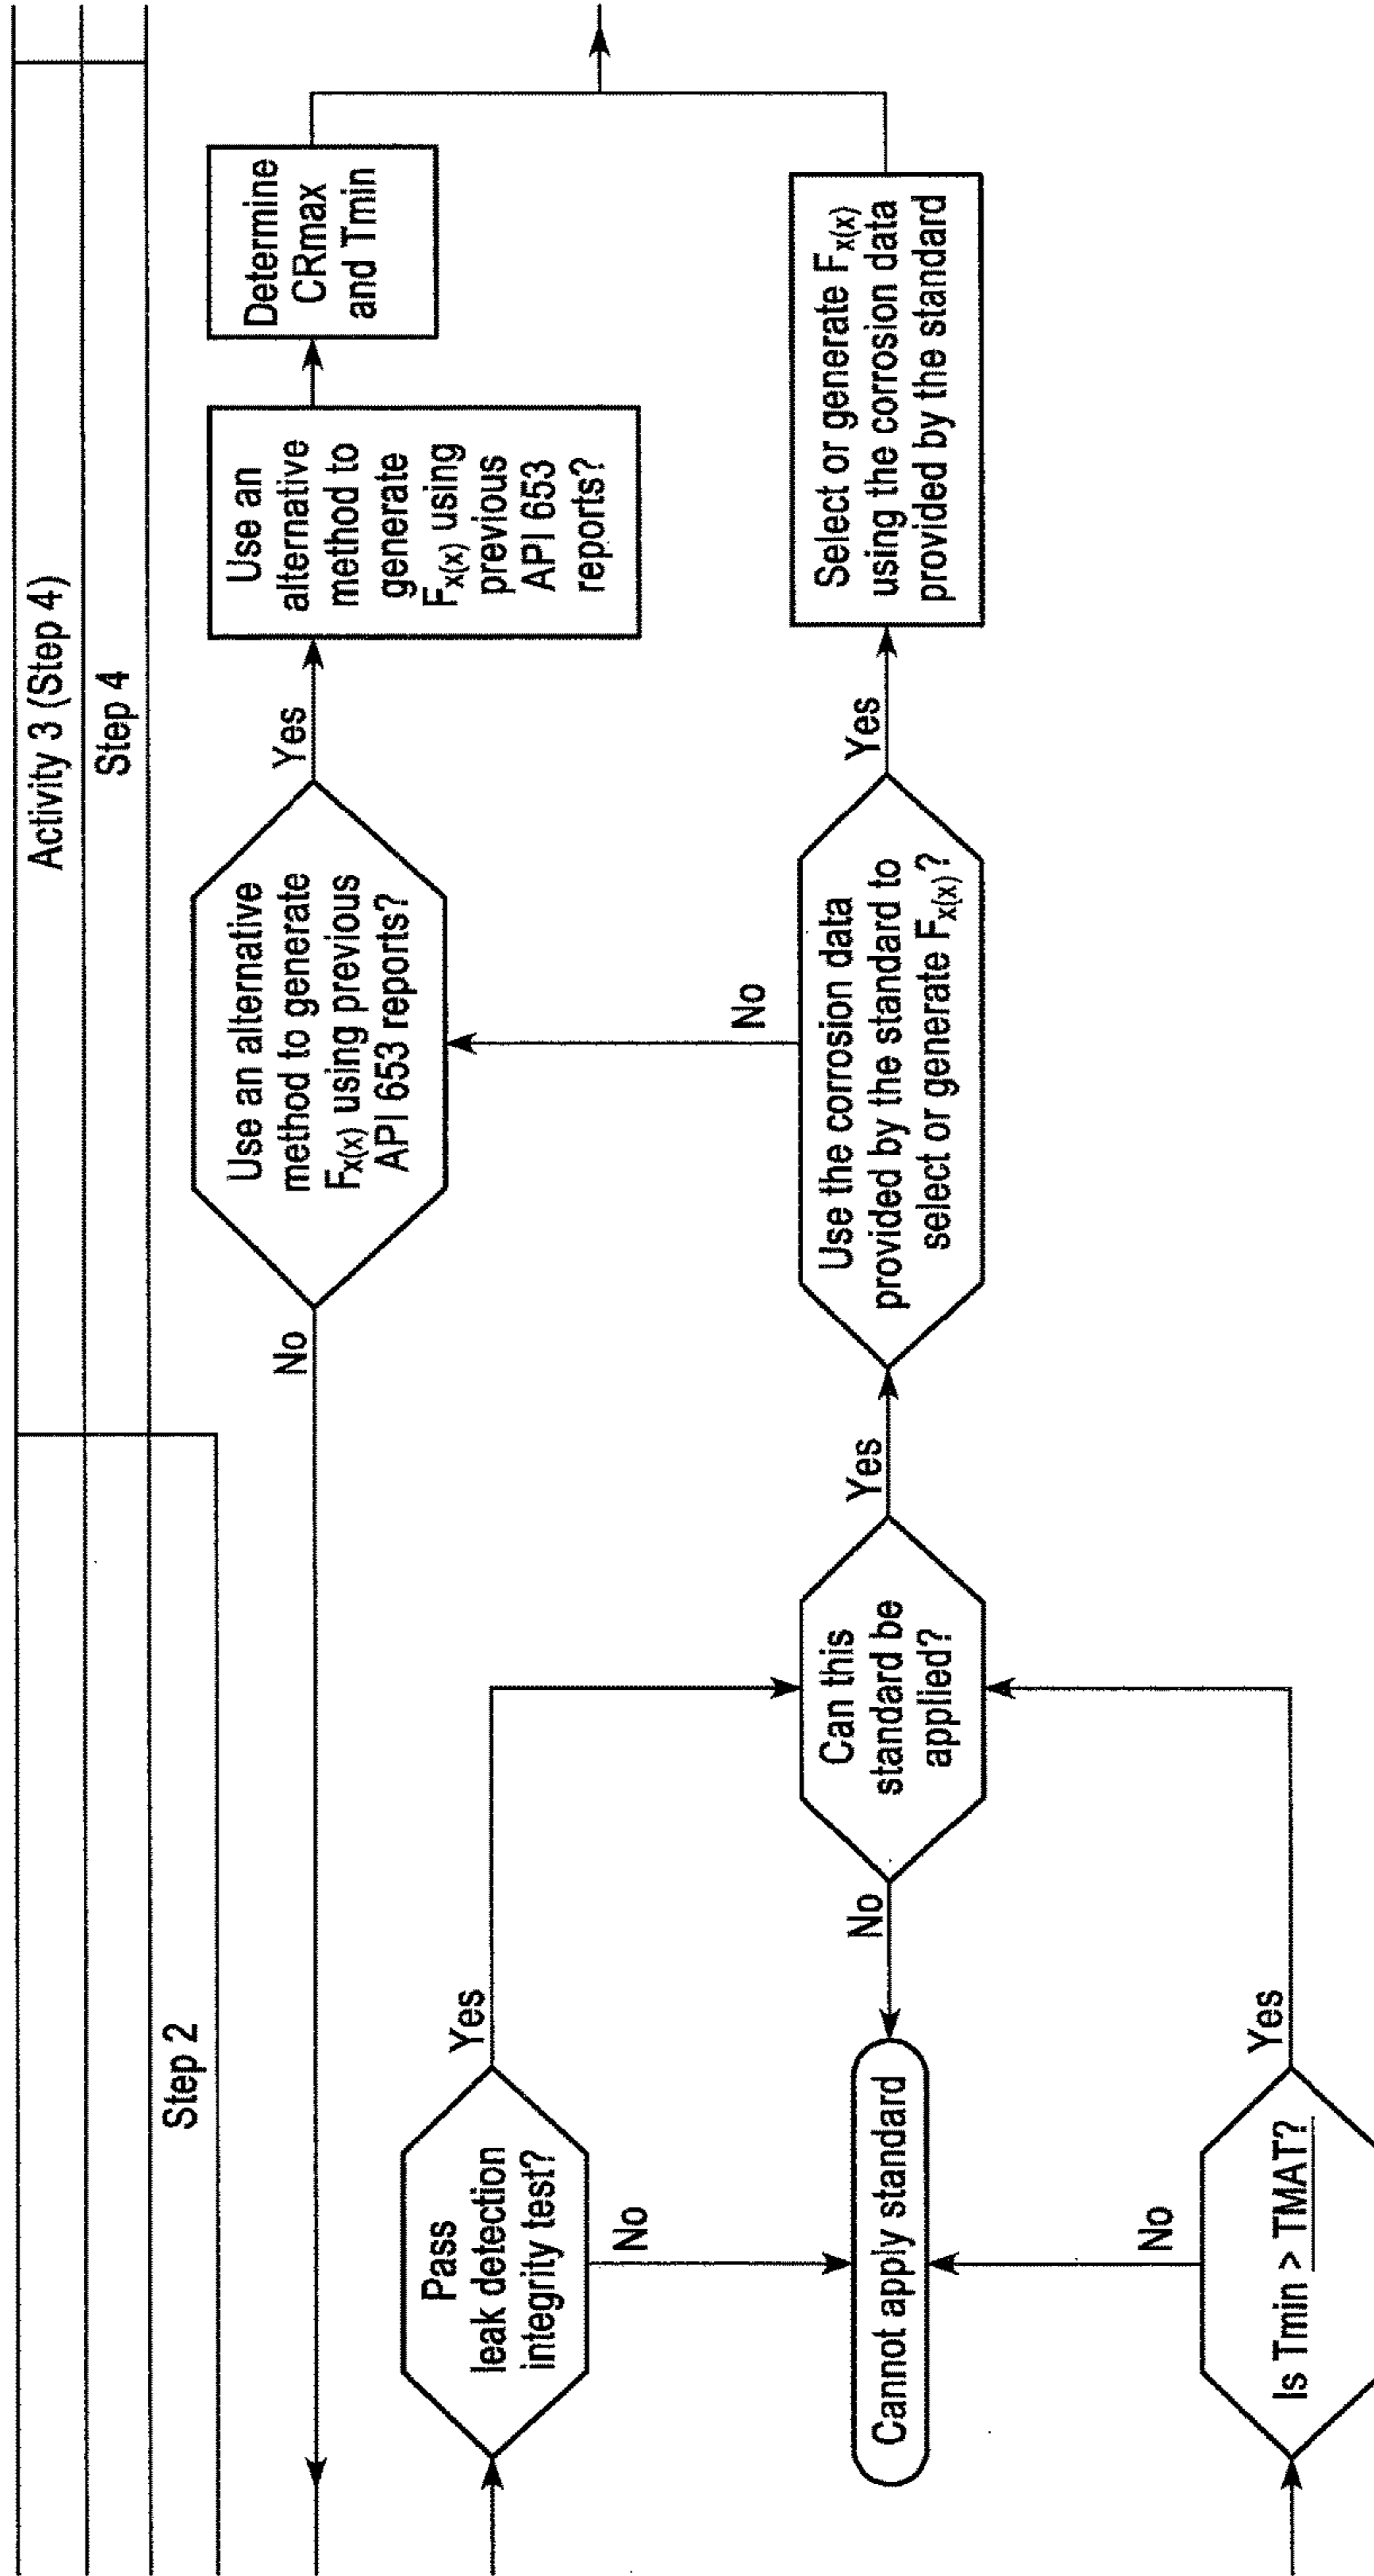 Activity 3 (Step 4)
Step 4
Step 2
Pass
leak detection
integrity test?
Yes
No
Cannot apply standard
No
Is Tmin > TMAT?
Yes
No
Can this
standard be
applied?
Yes
Use the corrosion data
provided by the standard to
select or generate Fx(x)?
No
Yes
Use an alternative
method to generate
Fx(x) using previous
API 653 reports?
No
Yes
Use an
alternative
method to
generate
Fx(x) using
previous
API 653
reports?
Determine
CRmax
and Tmin
Select or generate Fx(x)
using the corrosion data
provided by the standard